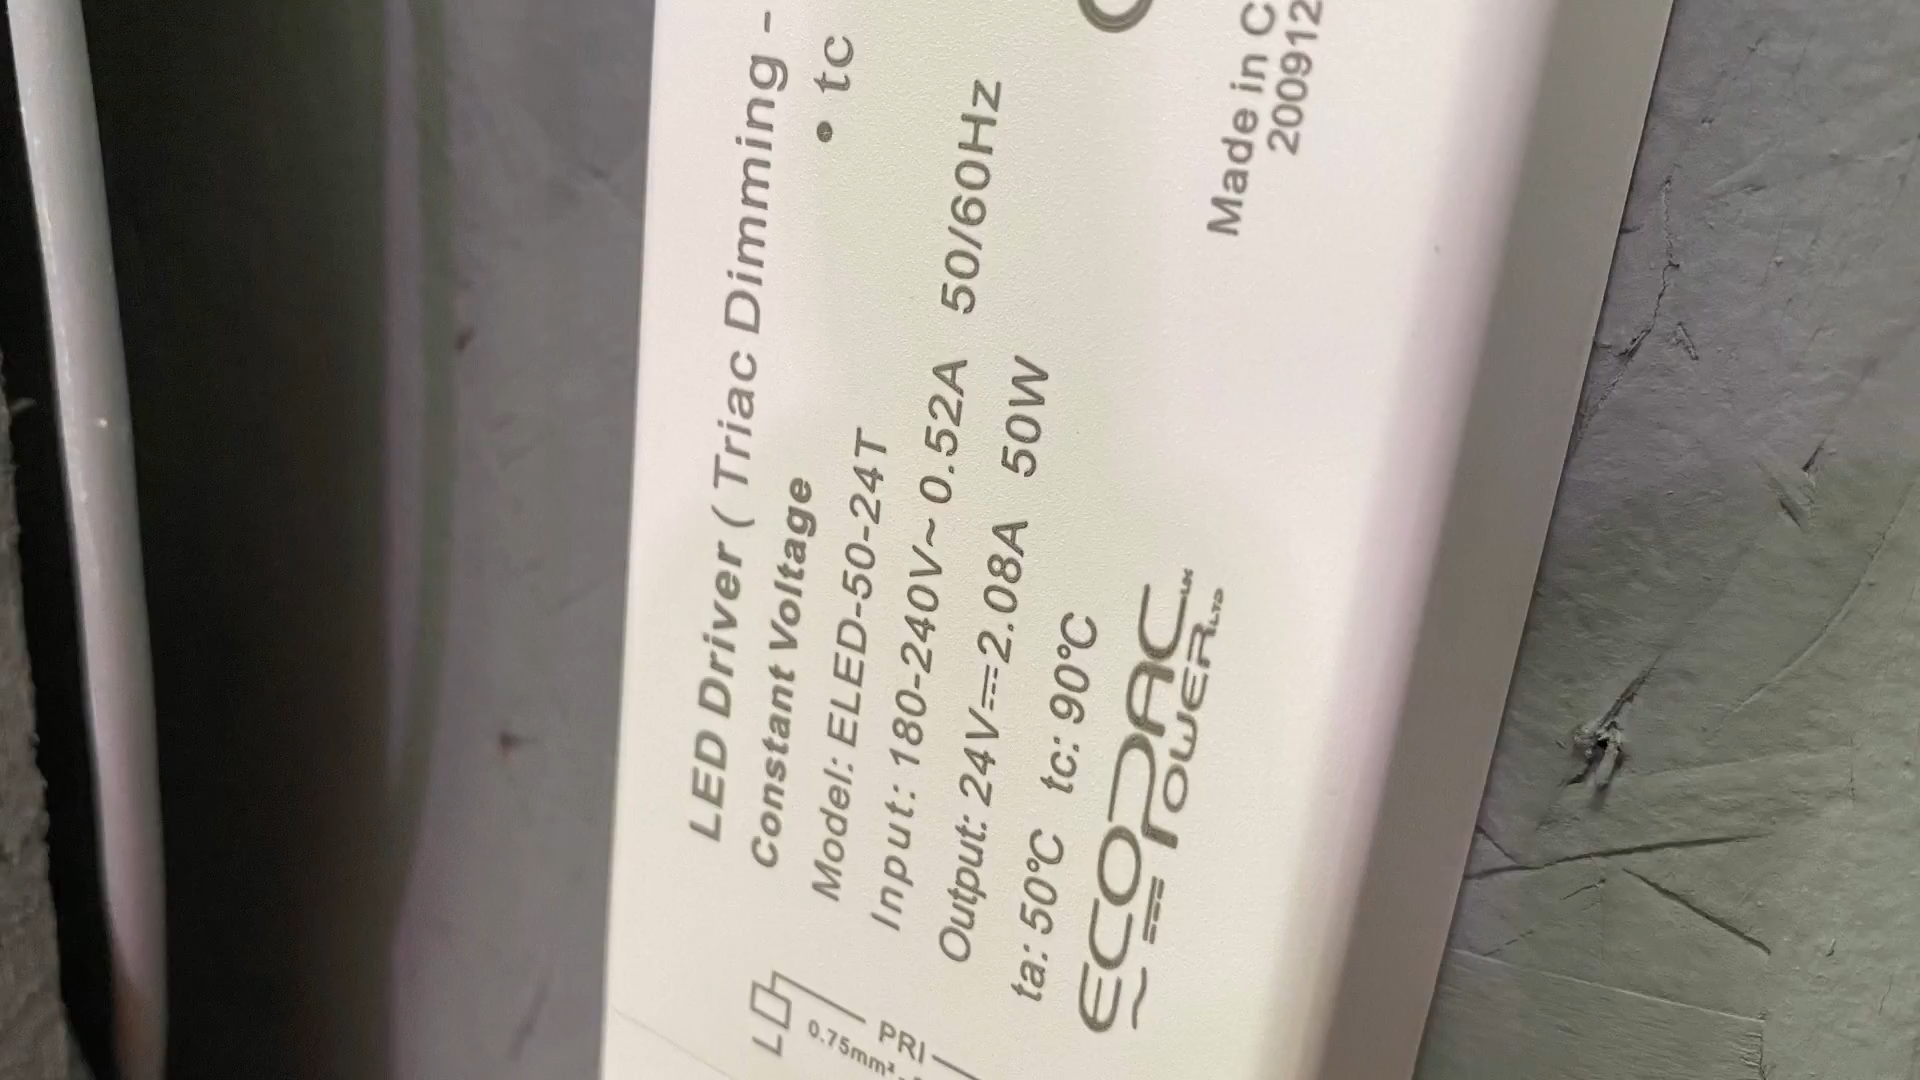 LED Driver ( Triac Dimming -
Constant Voltage
• tc
Model: ELED-50-24T
Input: 180-240V~ 0.52A 50/60Hz
Output: 24V⎓2.08A 50W
ta: 50℃ tc: 90℃
ECOPAC
POWER UK LTD
Made in C
200912
L
PRI
0.75mm²